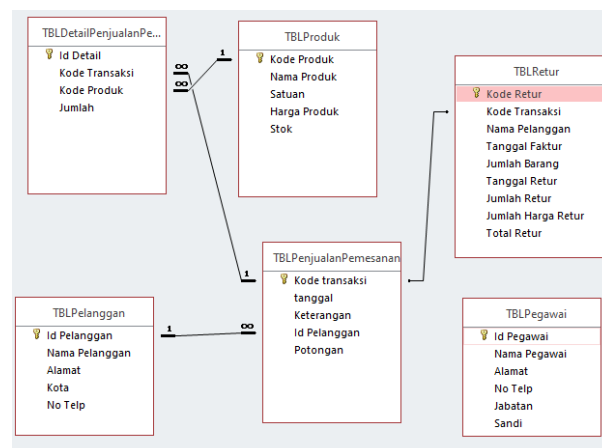 TBLDetailPenjualanPe...
Id Detail
Kode Transaksi
Kode Produk
Jumlah
∞
∞
1
TBLProduk
Kode Produk
Nama Produk
Satuan
Harga Produk
Stok
TBLRetur
Kode Retur
Kode Transaksi
Nama Pelanggan
Tanggal Faktur
Jumlah Barang
Tanggal Retur
Jumlah Retur
Jumlah Harga Retur
Total Retur
1
TBLPenjualanPemesanan
Kode transaksi
tanggal
Keterangan
Id Pelanggan
Potongan
TBLPelanggan
Id Pelanggan
Nama Pelanggan
Alamat
Kota
No Telp
1
∞
TBLPegawai
Id Pegawai
Nama Pegawai
Alamat
No Telp
Jabatan
Sandi